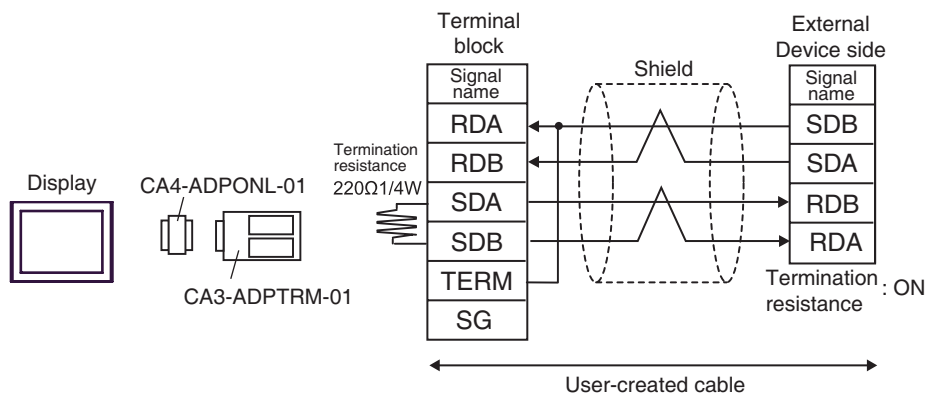 Terminal
block
External
Device side
Signal
name
Shield
Signal
name
RDA
SDB
Termination
resistance
220Ω1/4W
RDB
SDA
Display
CA4-ADPONL-01
SDA
RDB
SDB
RDA
CA3-ADPTRM-01
TERM
Termination
resistance : ON
SG
User-created cable